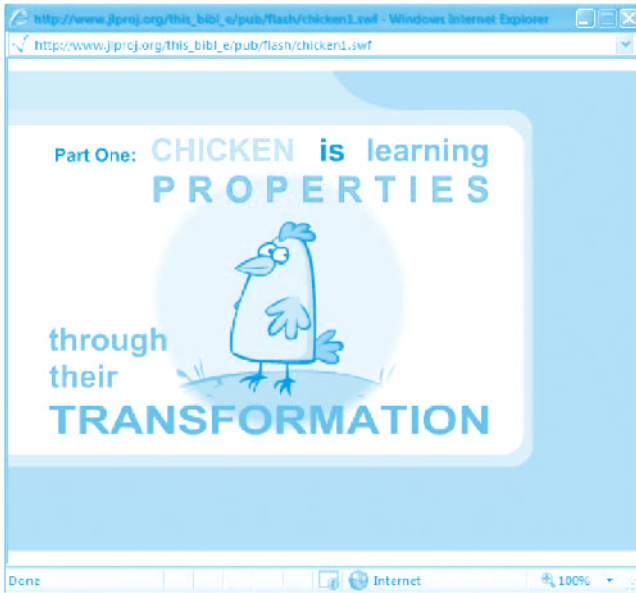 http://www.jlproj.org/this_bibl_e/pub/flash/chicken1.swf - Windows Internet Explorer
http://www.jlproj.org/this_bibl_e/pub/flash/chicken1.swf
Part One: CHICKEN is learning
PROPERTIES
through
their
TRANSFORMATION
Done Internet 100%